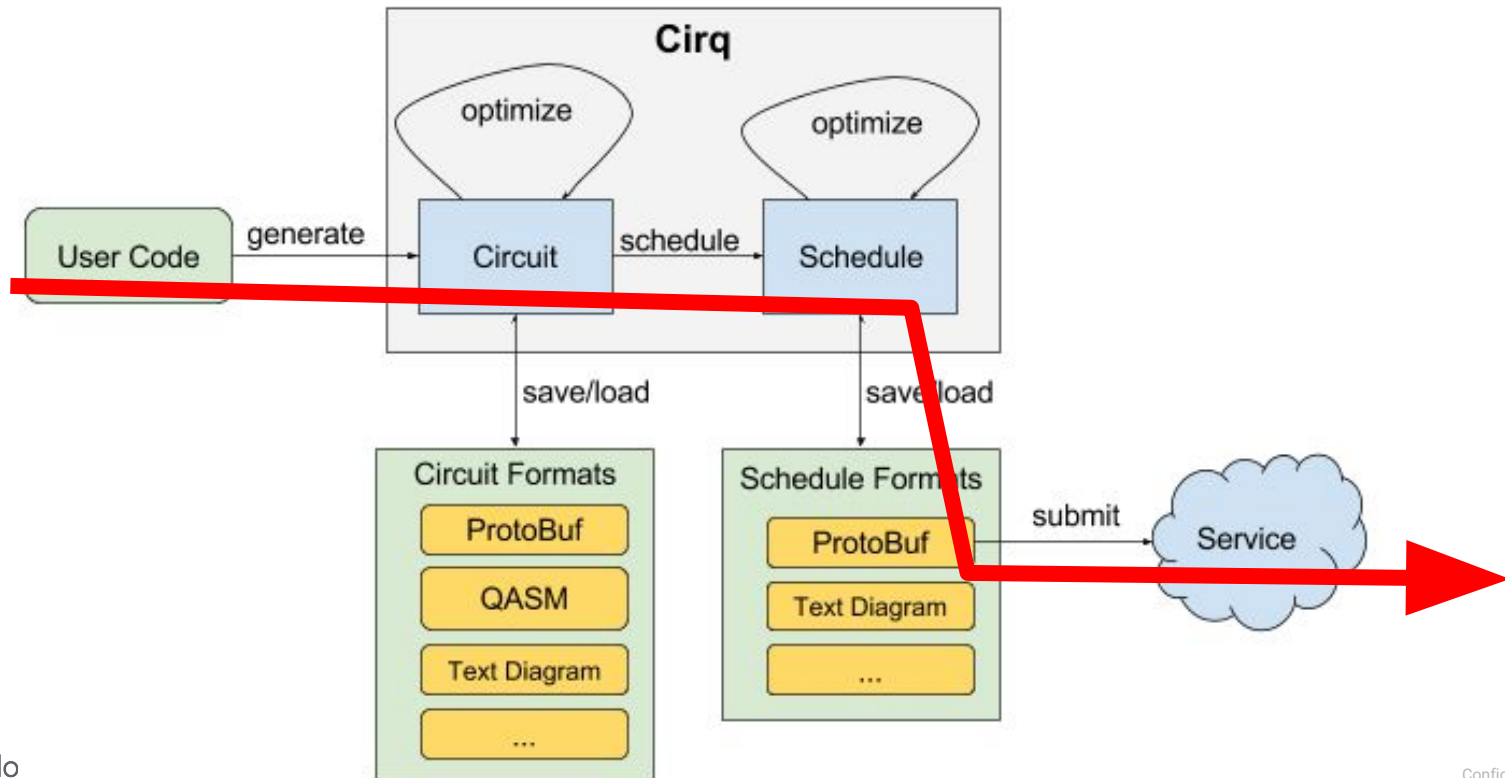 Cirq
optimize
optimize
User Code
generate
Circuit
schedule
Schedule
save/load
save/load
Circuit Formats
ProtoBuf
QASM
Text Diagram
...
Schedule Formats
ProtoBuf
Text Diagram
...
submit
Service